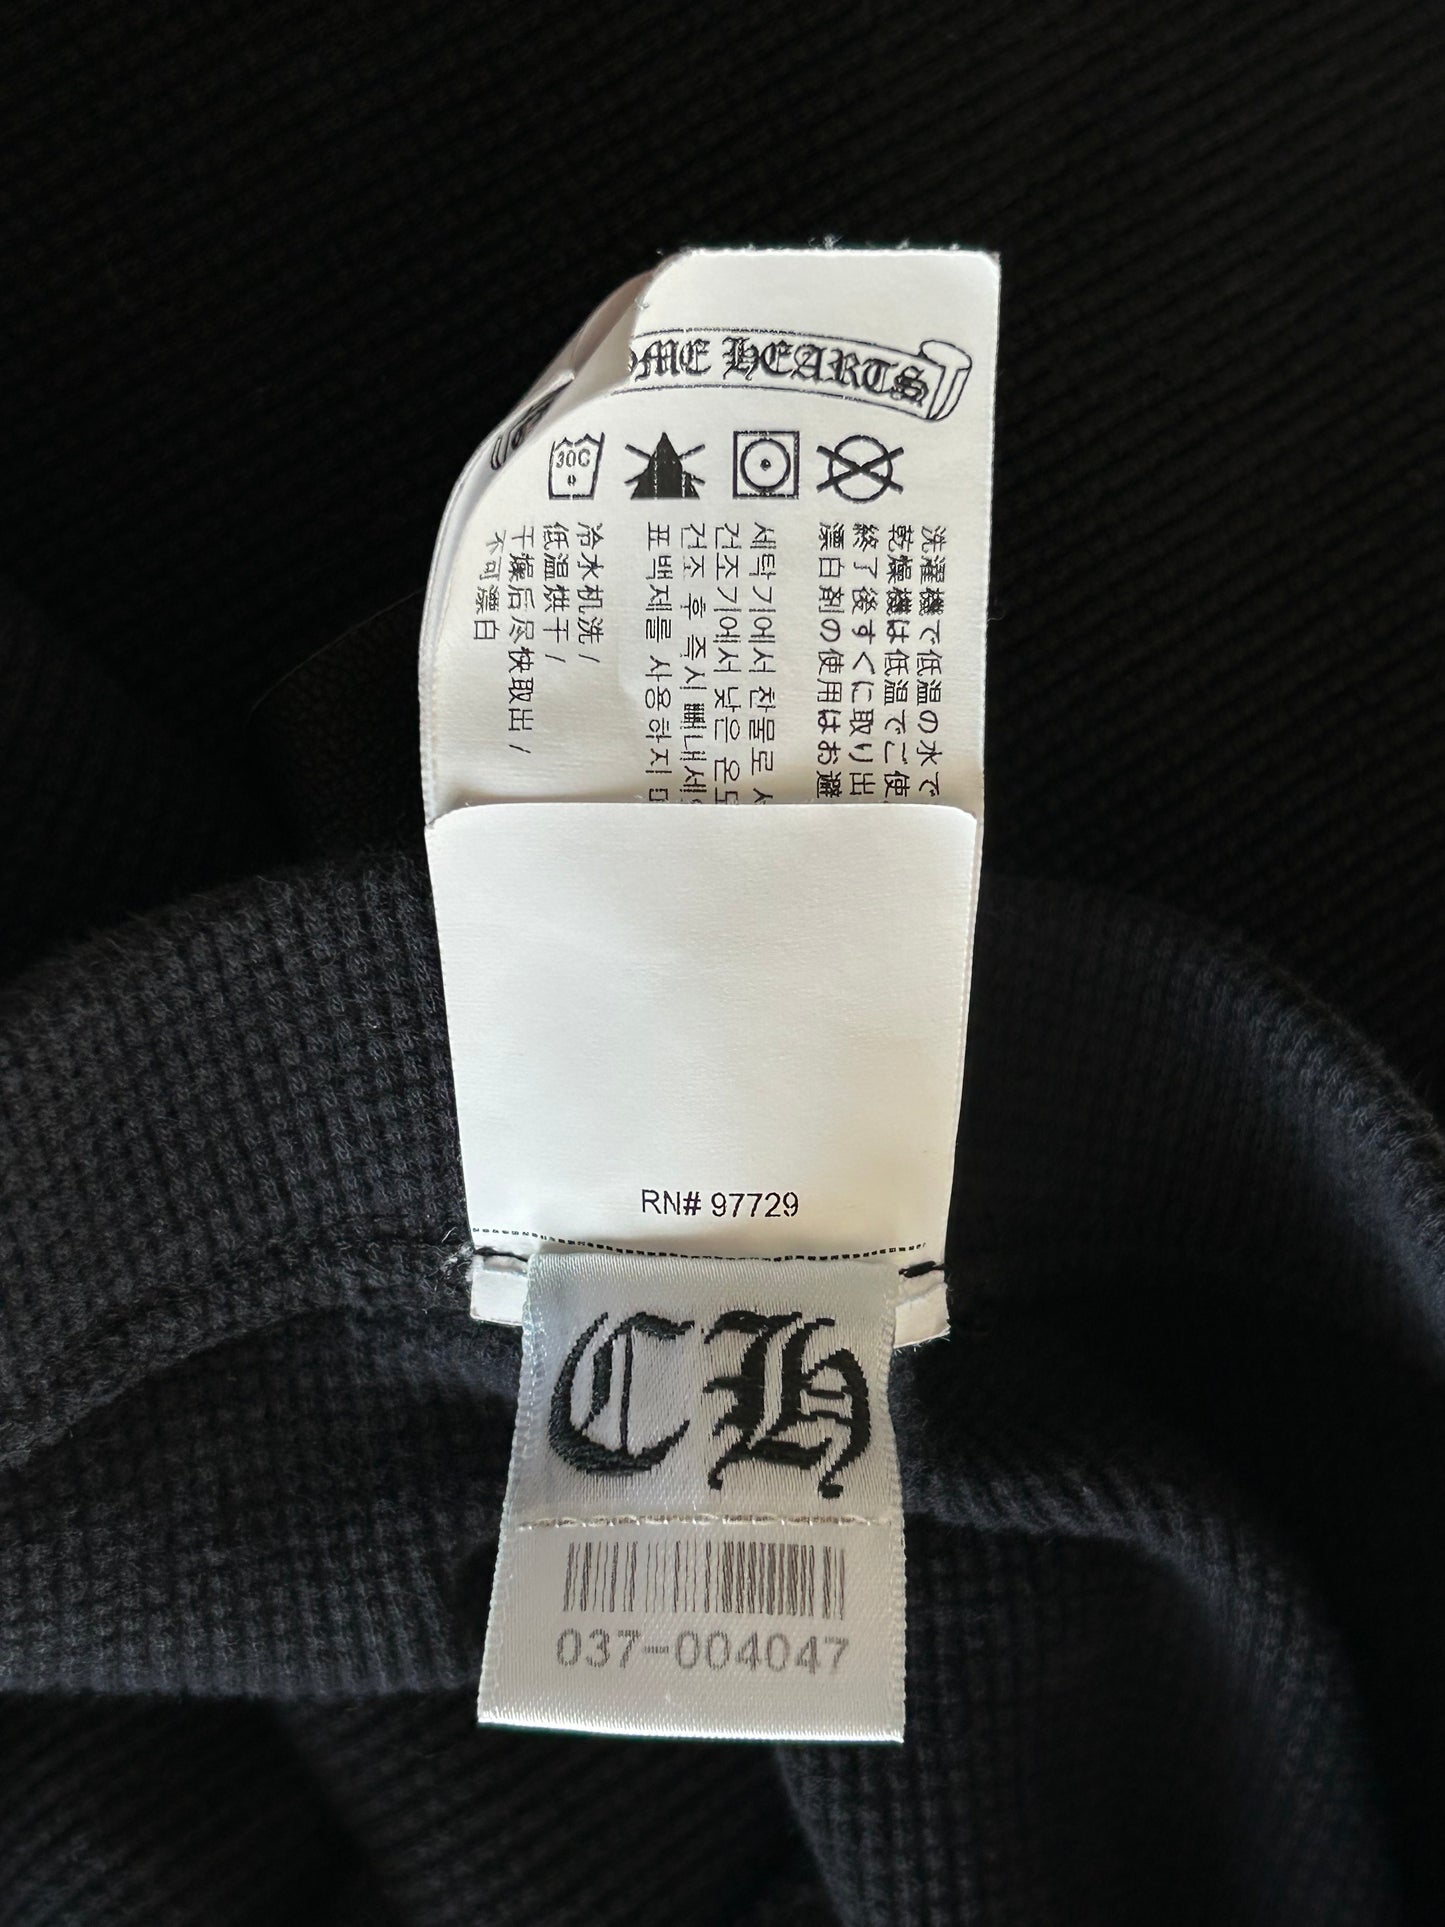 OME HEARTS
30C
洗濯機で低温の水で
乾燥機は低温でご使
終了後すぐに取り出
漂白剤の使用はお避
세탁기에서 찬물로
건조기에서 낮은 온도
건조 후 즉시 빼내세
표백제를 사용하지
冷水机洗 /
低温烘干 /
干燥后尽快取出 /
不可漂白
RN# 97729
CH
037-004047